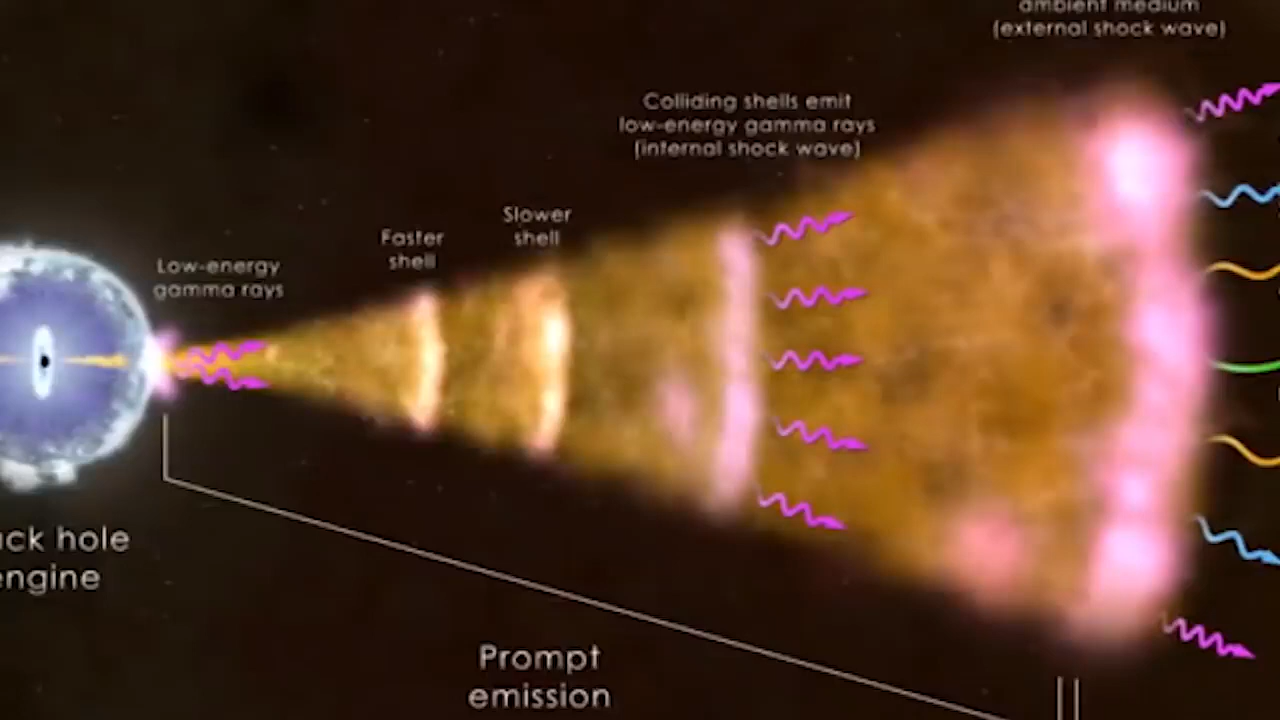 ambient medium
(external shock wave)
Colliding shells emit
low-energy gamma rays
(internal shock wave)
Slower
shell
Faster
shell
Low-energy
gamma rays
ck hole
engine
Prompt
emission